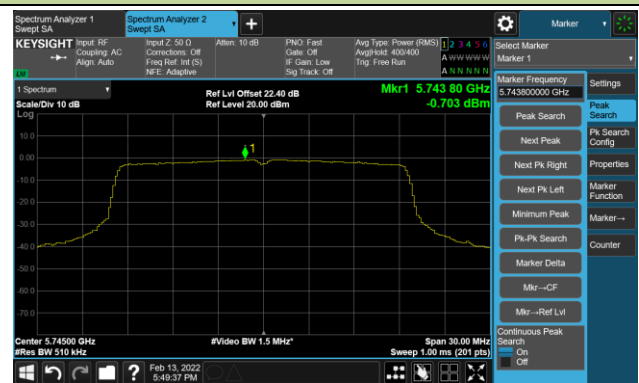 Spectrum Analyzer 1
Swept SA
Spectrum Analyzer 2
Swept SA
Marker
KEYSIGHT
Input: RF
Coupling: AC
Align: Auto
Input Z: 50 Ω
Corrections: Off
Freq Ref: Int (S)
NFE: Adaptive
Atten: 10 dB
PNO: Fast
Gate: Off
IF Gain: Low
Sig Track: Off
Avg Type: Power (RMS)
Avg|Hold: 400/400
Trig: Free Run
1 2 3 4 5 6
A W W W W W
A N N N N N
Select Marker
Marker 1
1 Spectrum
Scale/Div 10 dB
Log
Ref Lvl Offset 22.40 dB
Ref Level 20.00 dBm
Mkr1 5.743 80 GHz
-0.703 dBm
10.0
0.00
-10.0
-20.0
-30.0
-40.0
-50.0
-60.0
-70.0
1
Center 5.74500 GHz
#Res BW 510 kHz
#Video BW 1.5 MHz*
Span 30.00 MHz
Sweep 1.00 ms (201 pts)
Marker Frequency
5.743800000 GHz
Peak Search
Next Peak
Next Pk Right
Next Pk Left
Minimum Peak
Pk-Pk Search
Marker Delta
Mkr→CF
Mkr→Ref Lvl
Continuous Peak
Search
On
Off
Settings
Peak
Search
Pk Search
Config
Properties
Marker
Function
Marker→
Counter
Feb 13, 2022
5:49:37 PM